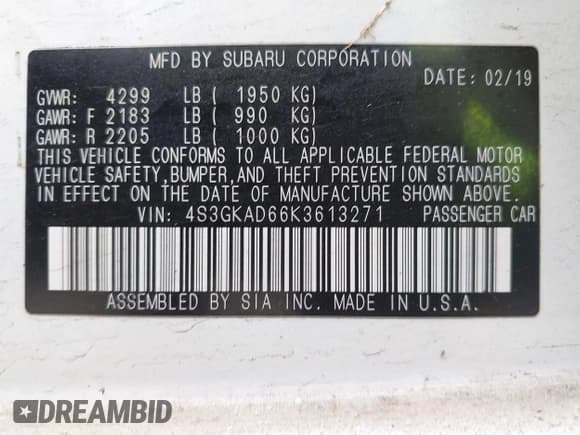 MFD BY SUBARU CORPORATION
DATE: 02/19
GVWR: 4299 LB ( 1950 KG)
GAWR: F 2183 LB ( 990 KG)
GAWR: R 2205 LB ( 1000 KG)
THIS VEHICLE CONFORMS TO ALL APPLICABLE FEDERAL MOTOR
VEHICLE SAFETY, BUMPER, AND THEFT PREVENTION STANDARDS
IN EFFECT ON THE DATE OF MANUFACTURE SHOWN ABOVE.
VIN: 4S3GKAD66K3613271 PASSENGER CAR
ASSEMBLED BY SIA INC. MADE IN U.S.A.
DREAMBID